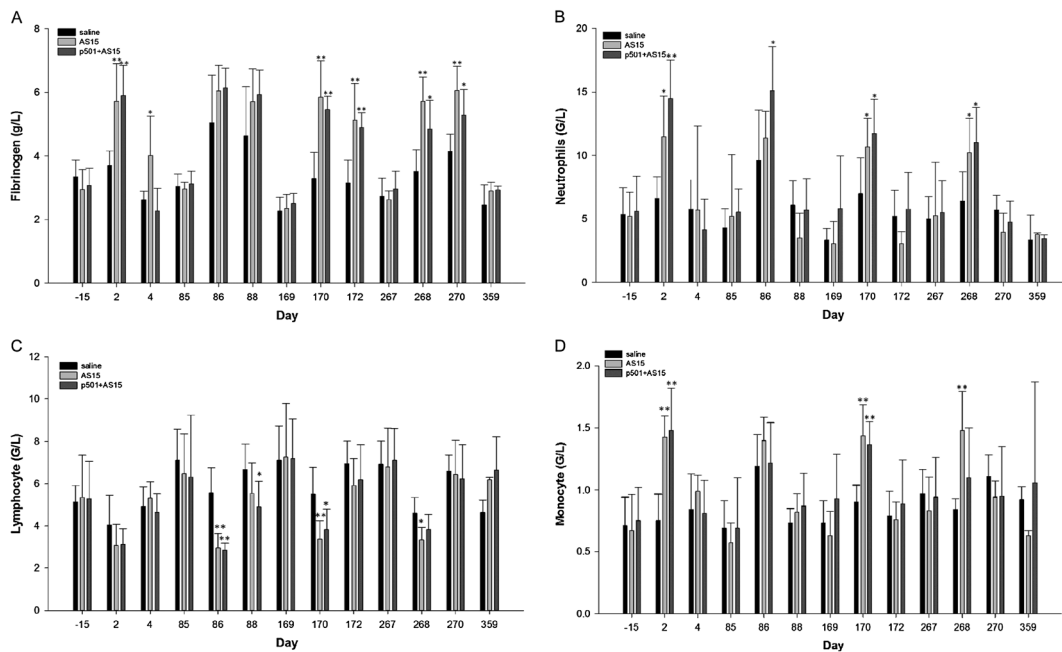 A
saline
AS15
p501+AS15
Fibrinogen (g/L)
8
6
4
2
0
** ** * ** ** ** ** ** * ** *
-15 2 4 85 86 88 169 170 172 267 268 270 359
Day
B
saline
AS15
p501+AS15
Neutrophils (G/L)
20
15
10
5
0
* ** * * * * *
-15 2 4 85 86 88 169 170 172 267 268 270 359
Day
C
saline
AS15
p501+AS15
Lymphocyte (G/L)
12
10
8
6
4
2
0
** ** * ** * *
-15 2 4 85 86 88 169 170 172 267 268 270 359
Day
D
saline
AS15
p501+AS15
Monocyte (G/L)
2.0
1.5
1.0
0.5
0.0
** ** ** ** **
-15 2 4 85 86 88 169 170 172 267 268 270 359
Day